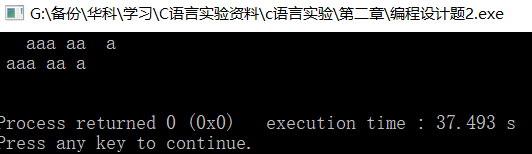 G:\备份\华科\学习\C语言实验资料\c语言实验\第二章\编程设计题2.exe
   aaa aa  a
 aaa aa a
Process returned 0 (0x0)   execution time : 37.493 s
Press any key to continue.